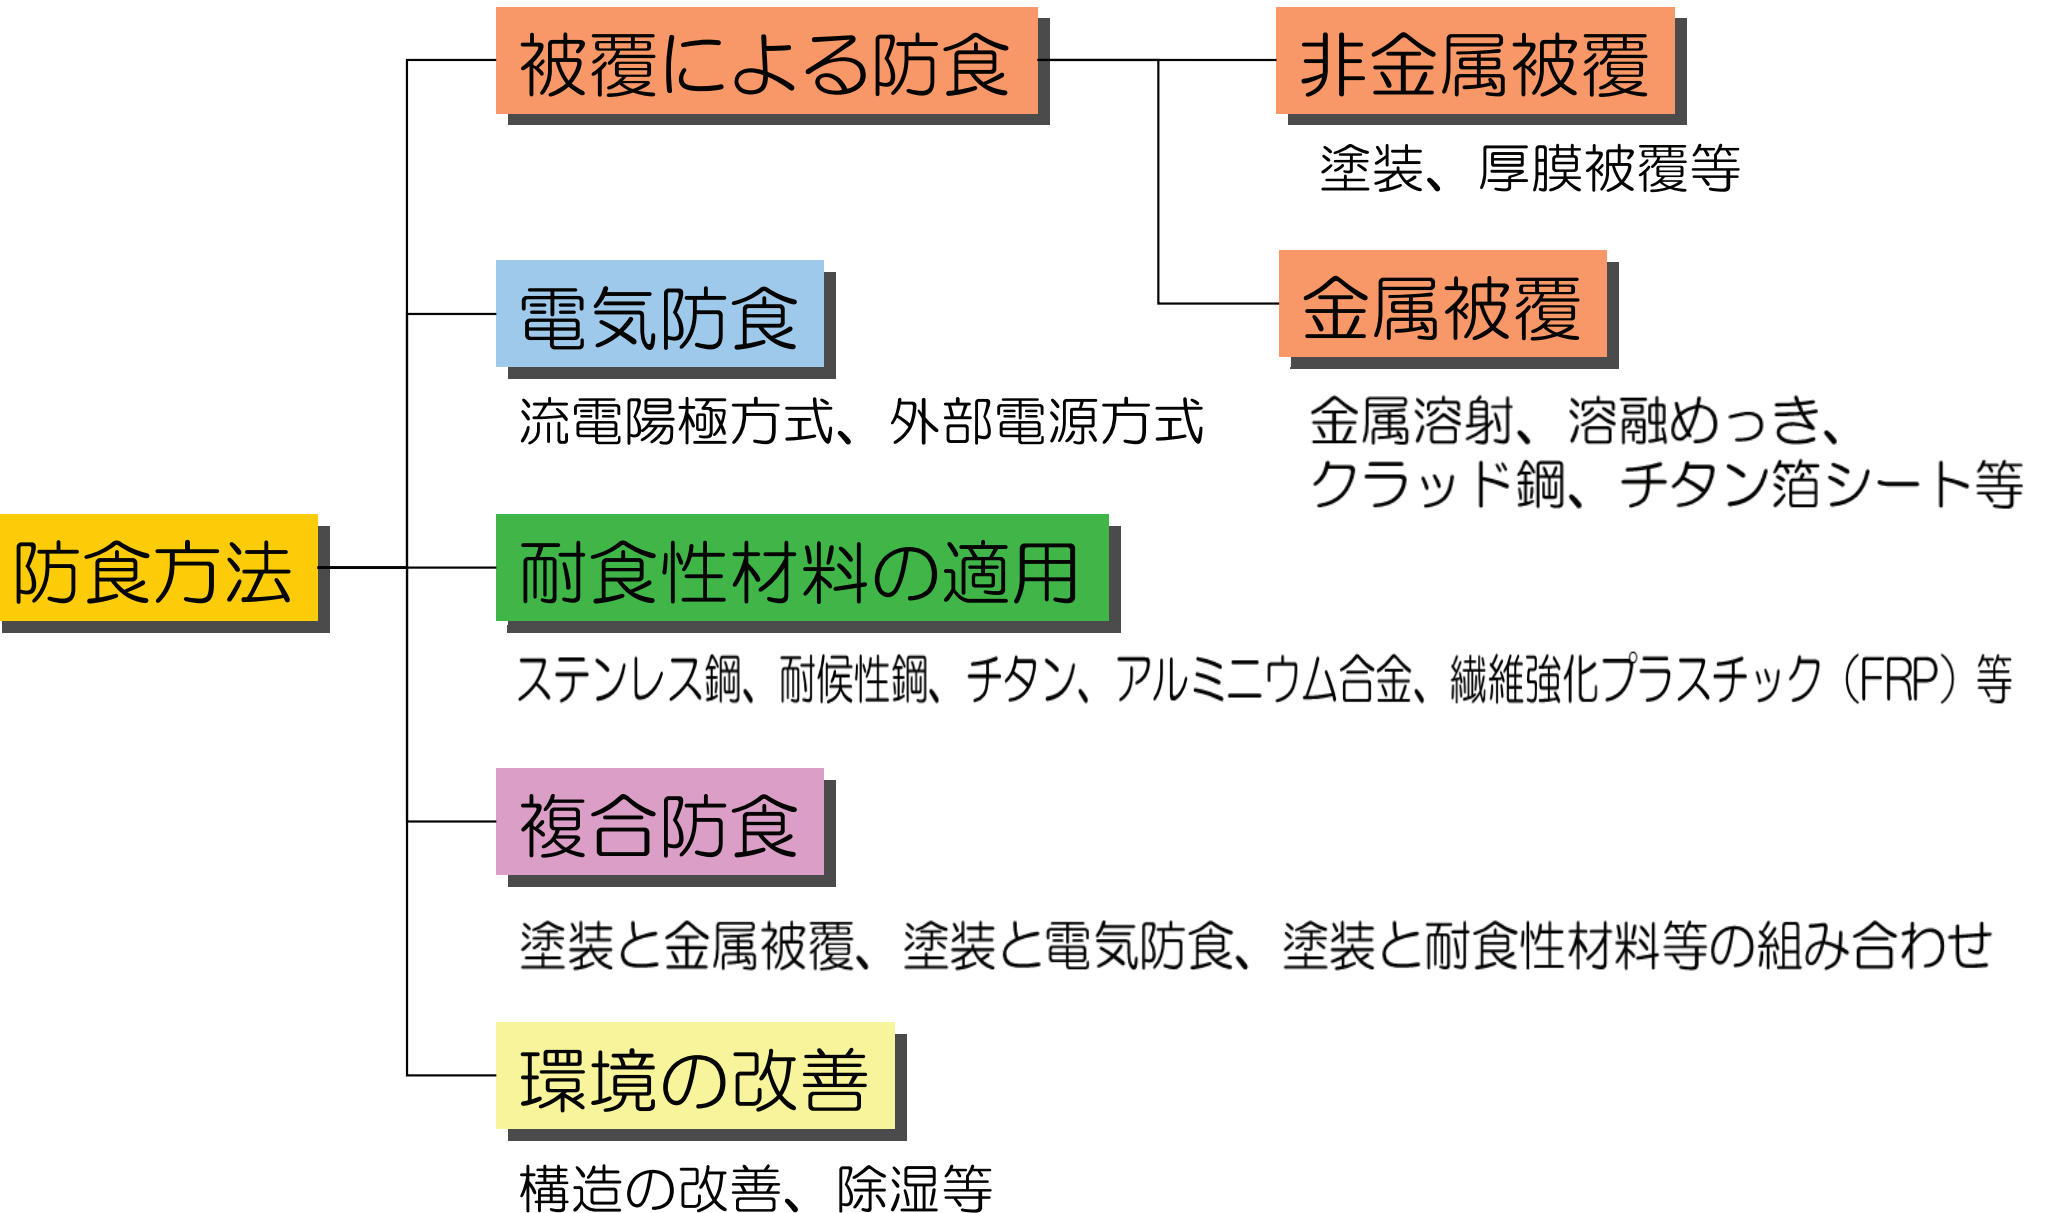 防食方法
被覆による防食
非金属被覆
塗装、厚膜被覆等
金属被覆
金属溶射、溶融めっき、
クラッド鋼、チタン箔シート等
電気防食
流電陽極方式、外部電源方式
耐食性材料の適用
ステンレス鋼、耐候性鋼、チタン、アルミニウム合金、繊維強化プラスチック（FRP）等
複合防食
塗装と金属被覆、塗装と電気防食、塗装と耐食性材料等の組み合わせ
環境の改善
構造の改善、除湿等